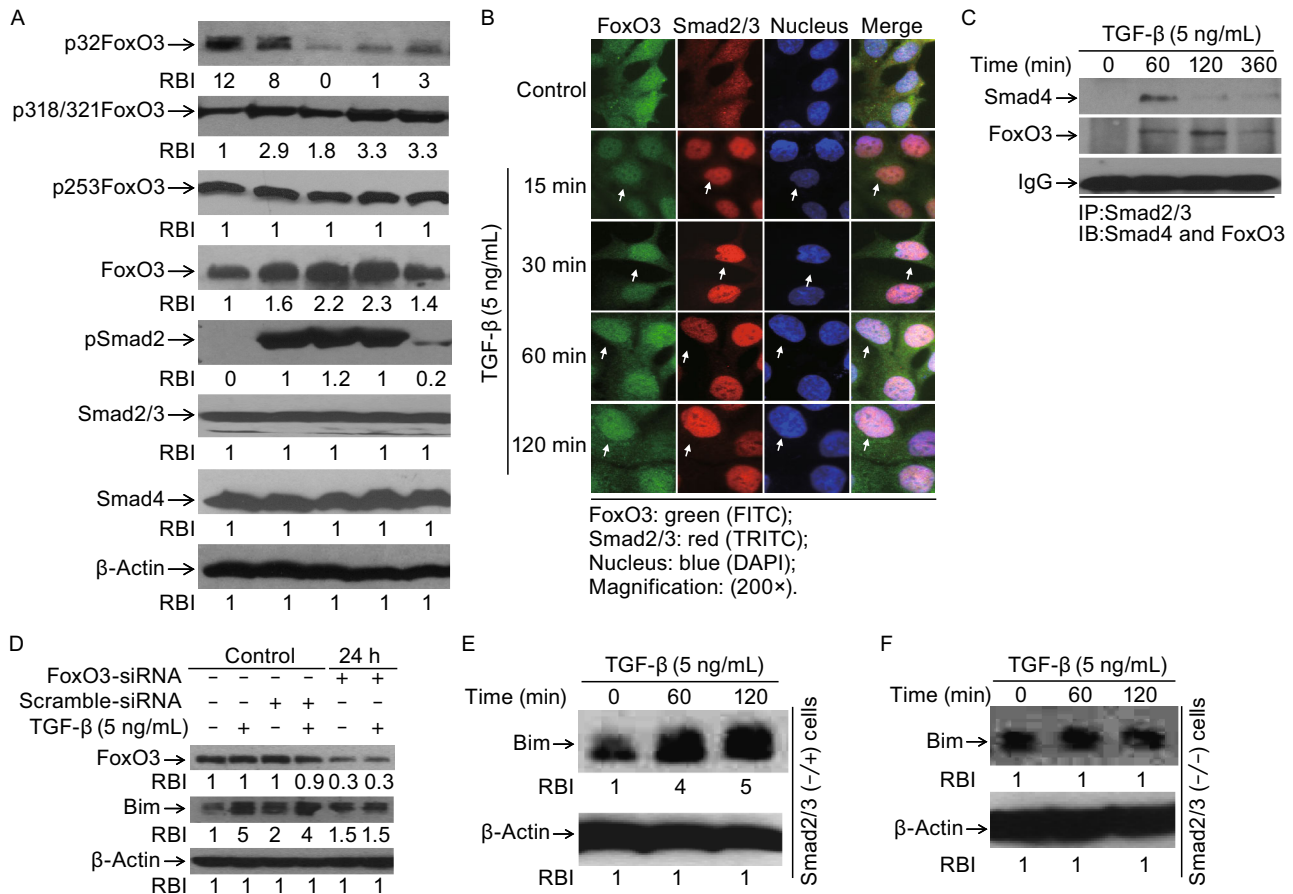 A
p32FoxO3
RBI 12 8 0 1 3
p318/321FoxO3
RBI 1 2.9 1.8 3.3 3.3
p253FoxO3
RBI 1 1 1 1 1
FoxO3
RBI 1 1.6 2.2 2.3 1.4
pSmad2
RBI 0 1 1.2 1 0.2
Smad2/3
RBI 1 1 1 1 1
Smad4
RBI 1 1 1 1 1
β-Actin
RBI 1 1 1 1 1
B
FoxO3 Smad2/3 Nucleus Merge
Control
TGF-β (5 ng/mL)
15 min
30 min
60 min
120 min
FoxO3: green (FITC);
Smad2/3: red (TRITC);
Nucleus: blue (DAPI);
Magnification: (200×).
C
TGF-β (5 ng/mL)
Time (min) 0 60 120 360
Smad4
FoxO3
IgG
IP:Smad2/3
IB:Smad4 and FoxO3
D
Control 24 h
FoxO3-siRNA − − − − + +
Scramble-siRNA − − + + − −
TGF-β (5 ng/mL) − + − + − +
FoxO3
RBI 1 1 1 0.9 0.3 0.3
Bim
RBI 1 5 2 4 1.5 1.5
β-Actin
RBI 1 1 1 1 1 1
E
TGF-β (5 ng/mL)
Time (min) 0 60 120
Bim
RBI 1 4 5
β-Actin
RBI 1 1 1
Smad2/3 (−/+) cells
F
TGF-β (5 ng/mL)
Time (min) 0 60 120
Bim
RBI 1 1 1
β-Actin
RBI 1 1 1
Smad2/3 (−/−) cells